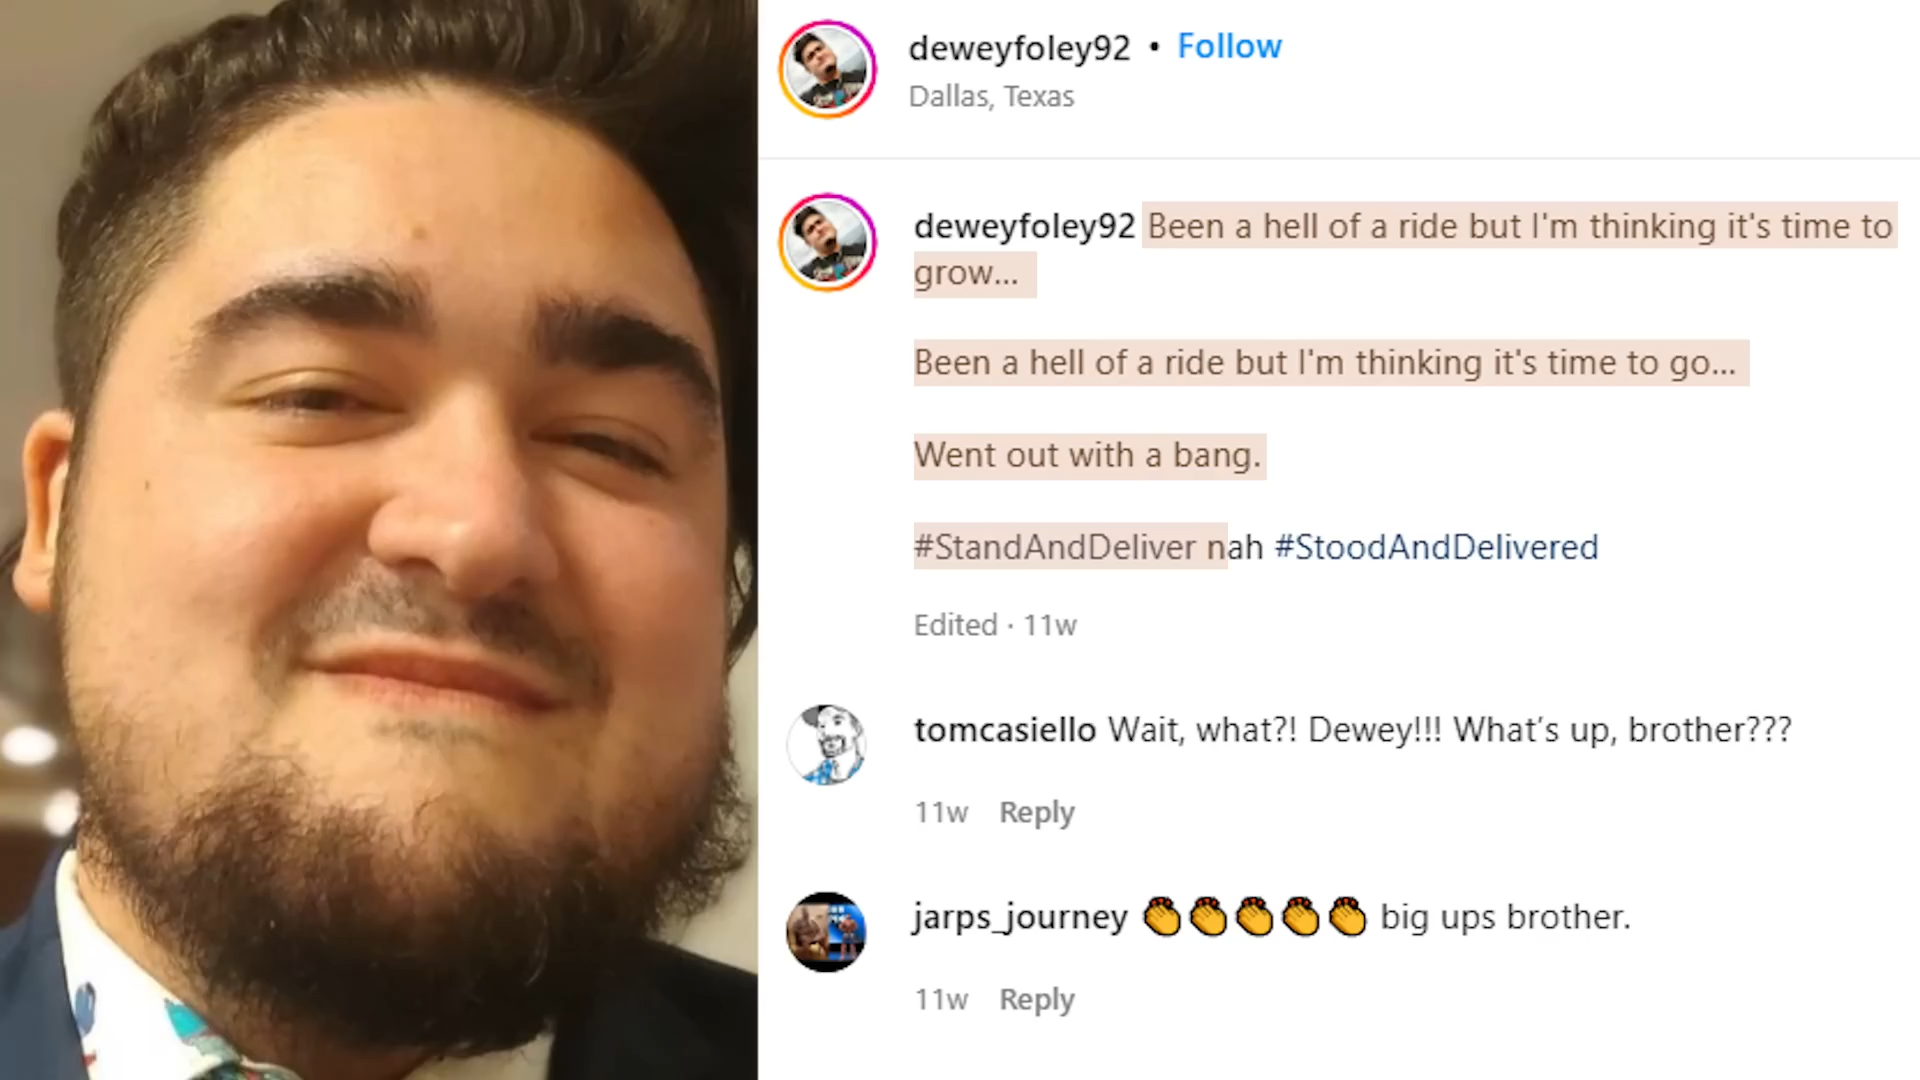 deweyfoley92 • Follow
Dallas, Texas
deweyfoley92 Been a hell of a ride but I'm thinking it's time to
grow...
Been a hell of a ride but I'm thinking it's time to go...
Went out with a bang.
#StandAndDeliver nah #StoodAndDelivered
Edited · 11w
tomcasiello Wait, what?! Dewey!!! What's up, brother???
11w Reply
jarps_journey 👏👏👏👏👏 big ups brother.
11w Reply